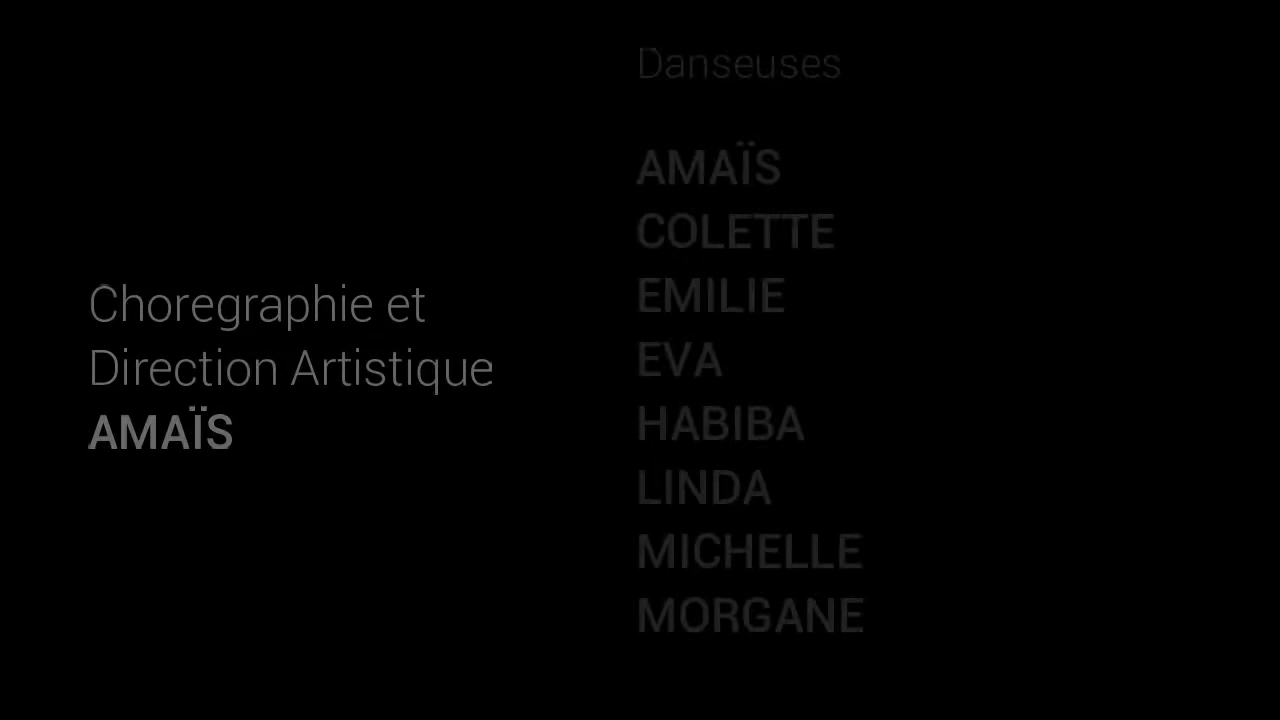 Choregraphie et
Direction Artistique
AMAÏS
Danseuses
AMAÏS
COLETTE
EMILIE
EVA
HABIBA
LINDA
MICHELLE
MORGANE